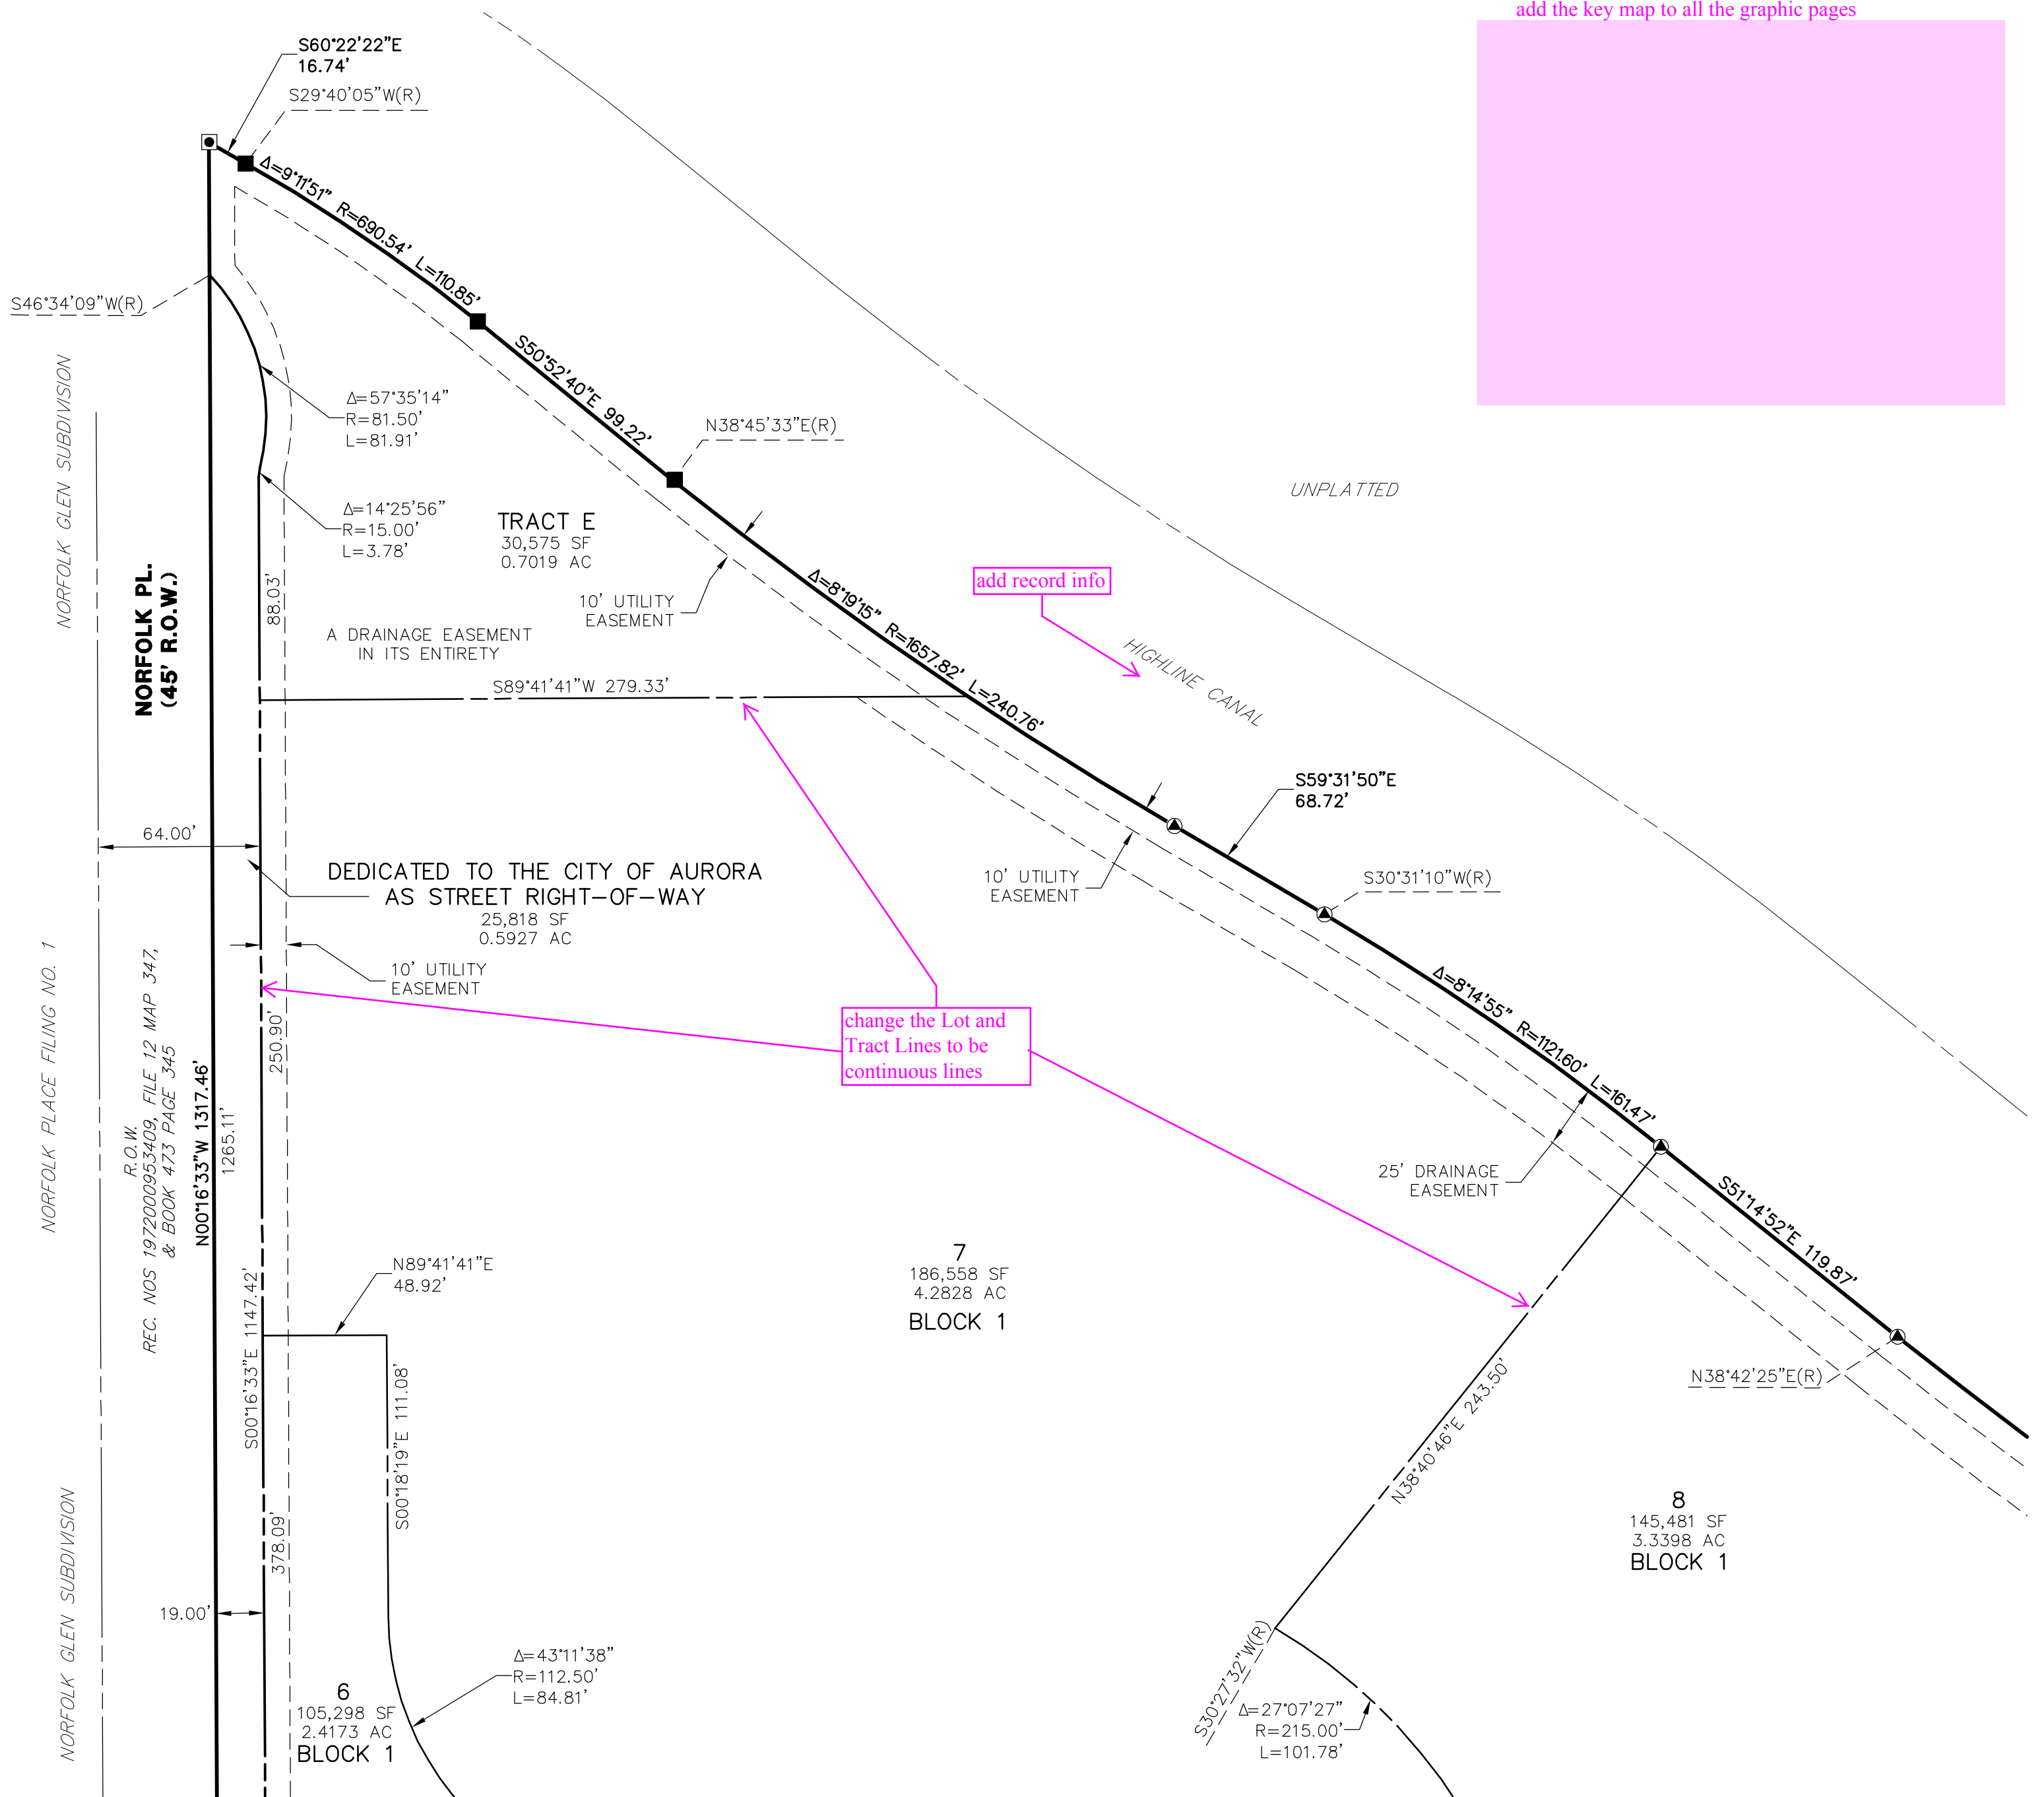 add the key map to all the graphic pages
S60°22'22"E
16.74'
S29°40'05"W(R)
Δ=9°11'51" R=690.54' L=110.85'
S46°34'09"W(R)
S50°52'40"E 99.22'
NORFOLK GLEN SUBDIVISION
Δ=57°35'14"
R=81.50'
L=81.91'
N38°45'33"E(R)
UNPLATTED
Δ=14°25'56"
R=15.00'
L=3.78'
TRACT E
30,575 SF
0.7019 AC
NORFOLK PL.
(45' R.O.W.)
88.03'
10' UTILITY
EASEMENT
Δ=8°19'15" R=1657.82' L=240.76'
add record info
A DRAINAGE EASEMENT
IN ITS ENTIRETY
HIGHLINE CANAL
S89°41'41"W 279.33'
S59°31'50"E
68.72'
64.00'
DEDICATED TO THE CITY OF AURORA
AS STREET RIGHT-OF-WAY
25,818 SF
0.5927 AC
10' UTILITY
EASEMENT
S30°31'10"W(R)
10' UTILITY
EASEMENT
NORFOLK PLACE FILING NO. 1
R.O.W.
REC. NOS 1972000953409, FILE 12 MAP 347,
& BOOK 473 PAGE 345
N00°16'33"W 1317.46'
1265.11'
250.90'
change the Lot and
Tract Lines to be
continuous lines
Δ=8°14'55" R=1121.60' L=161.47'
25' DRAINAGE
EASEMENT
S51°14'52"E 119.87'
N89°41'41"E
48.92'
7
186,558 SF
4.2828 AC
BLOCK 1
S00°16'33"E 1147.42'
S00°18'19"E 111.08'
N38°42'25"E(R)
N38°40'46"E 243.50'
8
145,481 SF
3.3398 AC
BLOCK 1
NORFOLK GLEN SUBDIVISION
378.09'
19.00'
Δ=43°11'38"
R=112.50'
L=84.81'
S30°27'32"W(R)
6
105,298 SF
2.4173 AC
BLOCK 1
Δ=27°07'27"
R=215.00'
L=101.78'